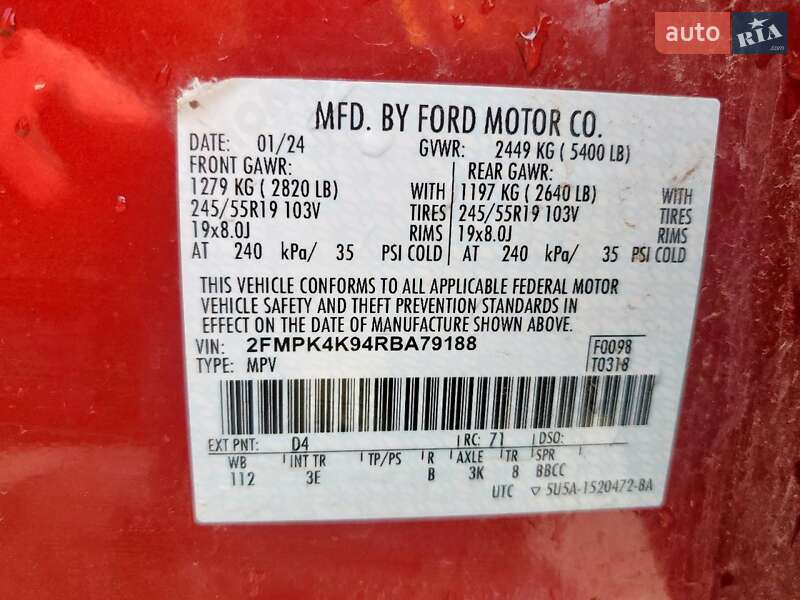 auto RIA
.com
MFD. BY FORD MOTOR CO.
DATE: 01/24 GVWR: 2449 KG ( 5400 LB)
FRONT GAWR: REAR GAWR:
1279 KG ( 2820 LB) WITH 1197 KG ( 2640 LB) WITH
245/55R19 103V TIRES 245/55R19 103V TIRES
19x8.0J RIMS 19x8.0J RIMS
AT 240 kPa/ 35 PSI COLD AT 240 kPa/ 35 PSI COLD
THIS VEHICLE CONFORMS TO ALL APPLICABLE FEDERAL MOTOR
VEHICLE SAFETY AND THEFT PREVENTION STANDARDS IN
EFFECT ON THE DATE OF MANUFACTURE SHOWN ABOVE.
VIN: 2FMPK4K94RBA79188 F0098
TYPE: MPV T0318
EXT PNT: D4 RC: 71 DSO:
WB INT TR TP/PS R AXLE TR SPR
112 3E B 3K 8 BBCC
UTC ▽ 5U5A-1520472-BA